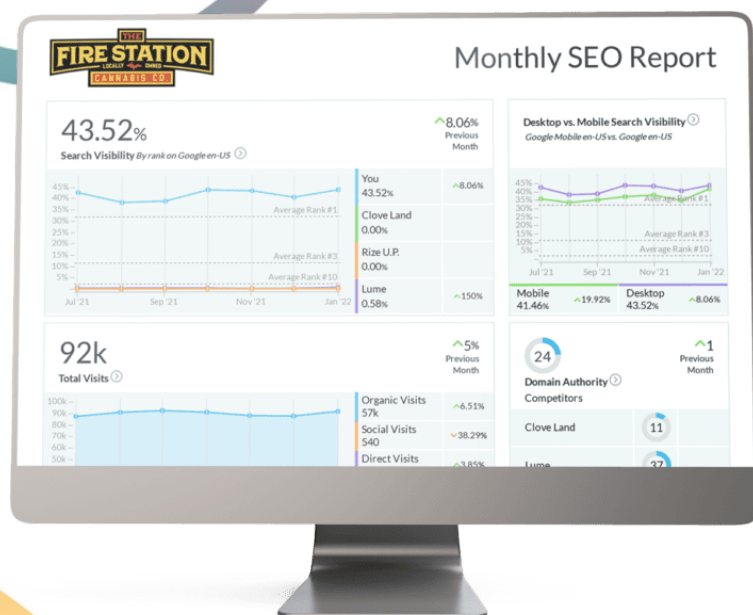 THE
FIRE STATION
LOCALLY OWNED
CANNABIS CO.
Monthly SEO Report
43.52%
Search Visibility By rank on Google en-US
8.06%
Previous
Month
45%
40%
35%
30%
25%
20%
15%
10%
5%
Average Rank #1
Average Rank #3
Average Rank #10
Jul '21
Sep '21
Nov '21
Jan '22
You
43.52%
8.06%
Clove Land
0.00%
Rize U.P.
0.00%
Lume
0.58%
150%
Desktop vs. Mobile Search Visibility
Google Mobile en-US vs. Google en-US
45%
40%
35%
30%
25%
20%
15%
10%
5%
Average Rank #1
Average Rank #3
Average Rank #10
Jul '21
Sep '21
Nov '21
Jan '22
Mobile
41.46%
19.92%
Desktop
43.52%
8.06%
92k
Total Visits
5%
Previous
Month
100k
90k
80k
70k
60k
50k
Organic Visits
57k
6.51%
Social Visits
540
38.29%
Direct Visits
3.85%
24
Domain Authority
Competitors
1
Previous
Month
Clove Land
11
Lume
37